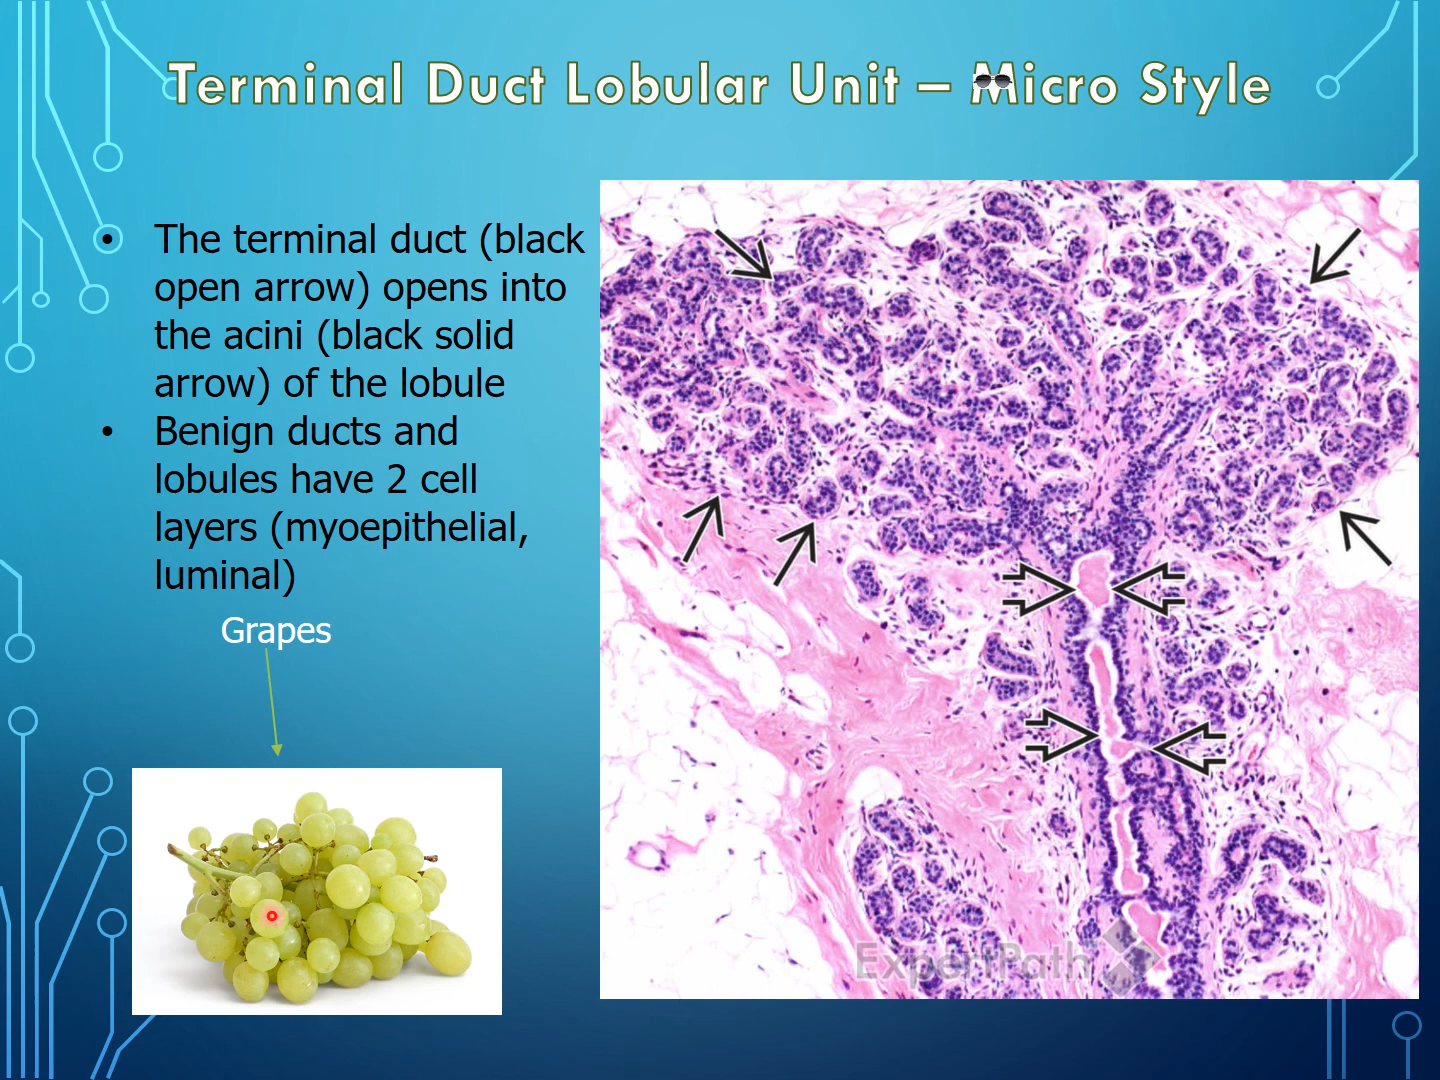 Terminal Duct Lobular Unit – Micro Style
• The terminal duct (black
open arrow) opens into
the acini (black solid
arrow) of the lobule
• Benign ducts and
lobules have 2 cell
layers (myoepithelial,
luminal)
Grapes
ExpertPath